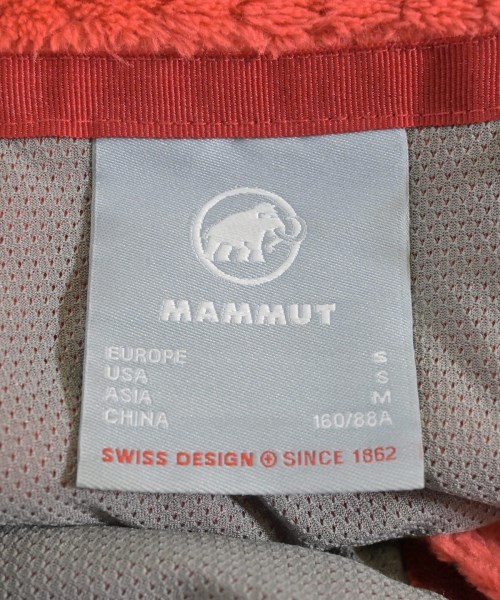 MAMMUT
EUROPE S
USA S
ASIA M
CHINA 160/88A
SWISS DESIGN SINCE 1862